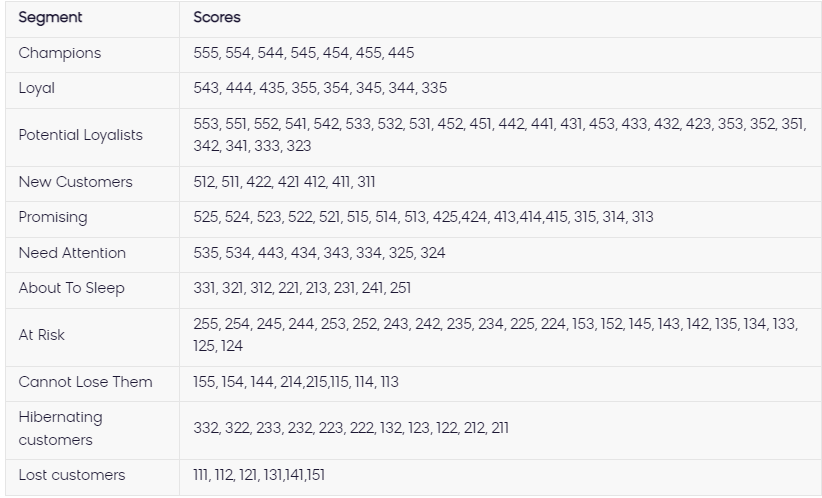 Segment Scores
Champions 555, 554, 544, 545, 454, 455, 445
Loyal 543, 444, 435, 355, 354, 345, 344, 335
Potential Loyalists 553, 551, 552, 541, 542, 533, 532, 531, 452, 451, 442, 441, 431, 453, 433, 432, 423, 353, 352, 351,
342, 341, 333, 323
New Customers 512, 511, 422, 421 412, 411, 311
Promising 525, 524, 523, 522, 521, 515, 514, 513, 425,424, 413,414,415, 315, 314, 313
Need Attention 535, 534, 443, 434, 343, 334, 325, 324
About To Sleep 331, 321, 312, 221, 213, 231, 241, 251
At Risk 255, 254, 245, 244, 253, 252, 243, 242, 235, 234, 225, 224, 153, 152, 145, 143, 142, 135, 134, 133,
125, 124
Cannot Lose Them 155, 154, 144, 214,215,115, 114, 113
Hibernating
customers 332, 322, 233, 232, 223, 222, 132, 123, 122, 212, 211
Lost customers 111, 112, 121, 131,141,151